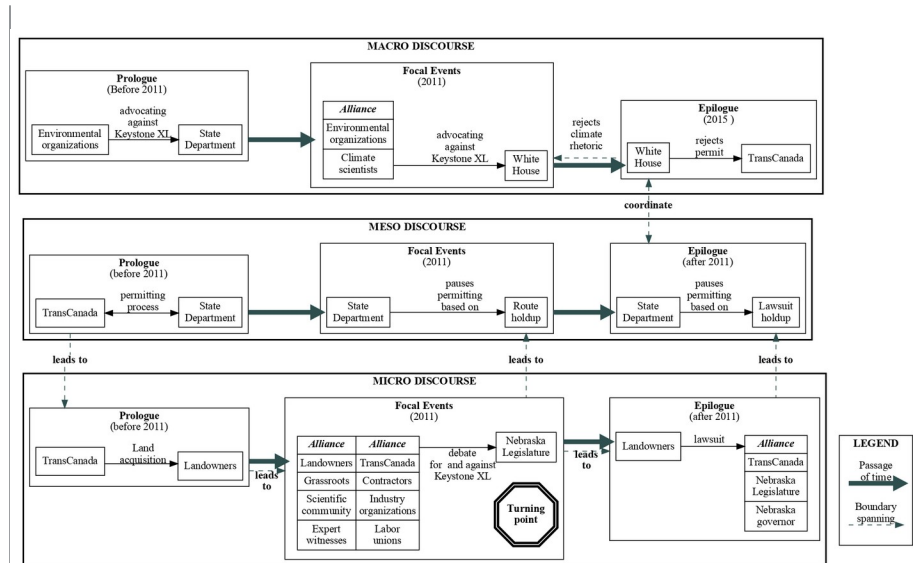 MACRO DISCOURSE
Prologue
(Before 2011)
Environmental
organizations
advocating
against
Keystone XL
State
Department
Focal Events
(2011)
Alliance
Environmental
organizations
Climate
scientists
advocating
against
Keystone XL
White
House
rejects
climate
rhetoric
Epilogue
(2015 )
White
House
rejects
permit
TransCanada
coordinate
MESO DISCOURSE
Prologue
(before 2011)
TransCanada
permitting
process
State
Department
Focal Events
(2011)
State
Department
pauses
permitting
based on
Route
holdup
Epilogue
(after 2011)
State
Department
pauses
permitting
based on
Lawsuit
holdup
leads to
leads to
leads to
MICRO DISCOURSE
Prologue
(before 2011)
TransCanada
Land
acquisition
Landowners
leads
to
Focal Events
(2011)
Alliance
Landowners
Grassroots
Scientific
community
Expert
witnesses
Alliance
TransCanada
Contractors
Industry
organizations
Labor
unions
debate
for and against
Keystone XL
Nebraska
Legislature
Turning
point
leads
to
Epilogue
(after 2011)
Landowners
lawsuit
Alliance
TransCanada
Nebraska
Legislature
Nebraska
governor
LEGEND
Passage
of time
Boundary
spanning